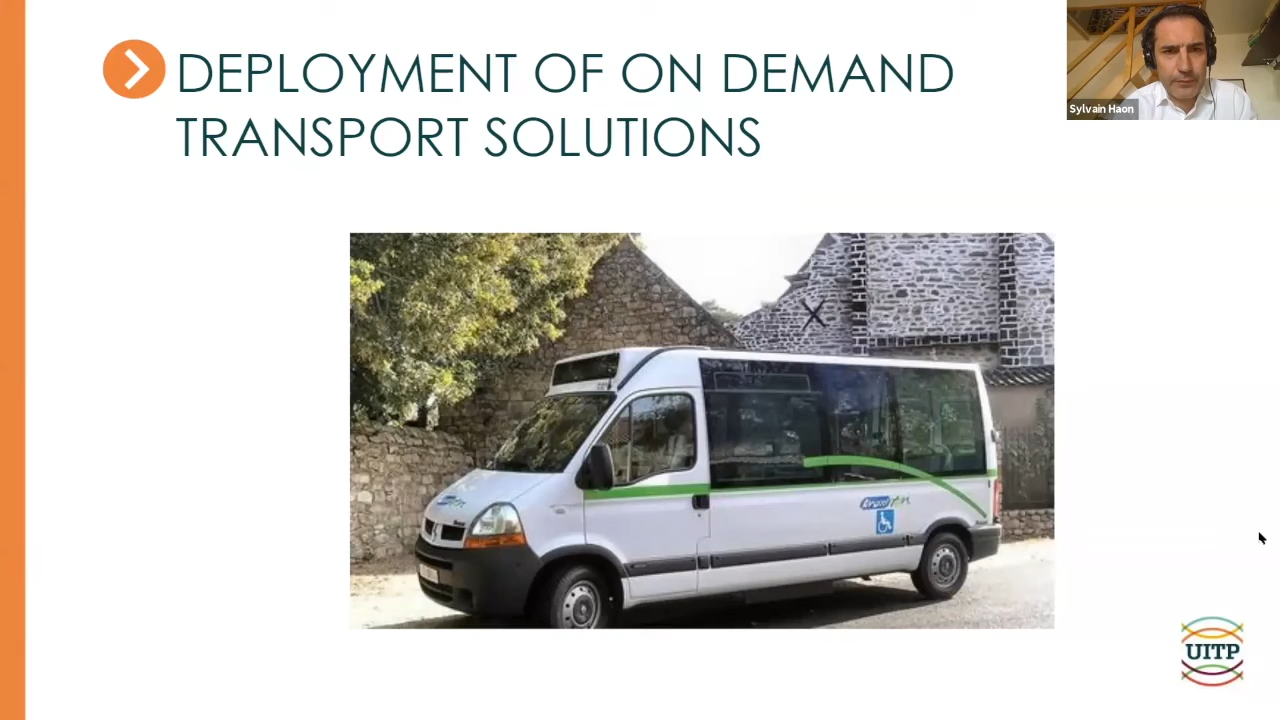 DEPLOYMENT OF ON DEMAND
TRANSPORT SOLUTIONS
Sylvain Haon
UITP